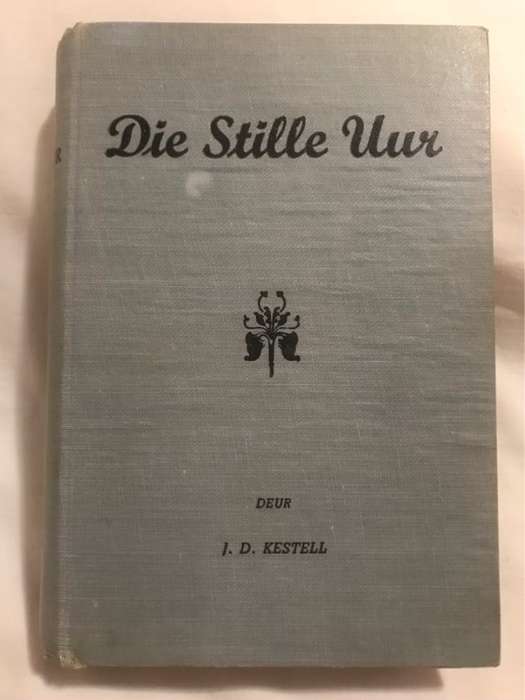 Die Stille Uur
DEUR
J. D. KESTELL
R